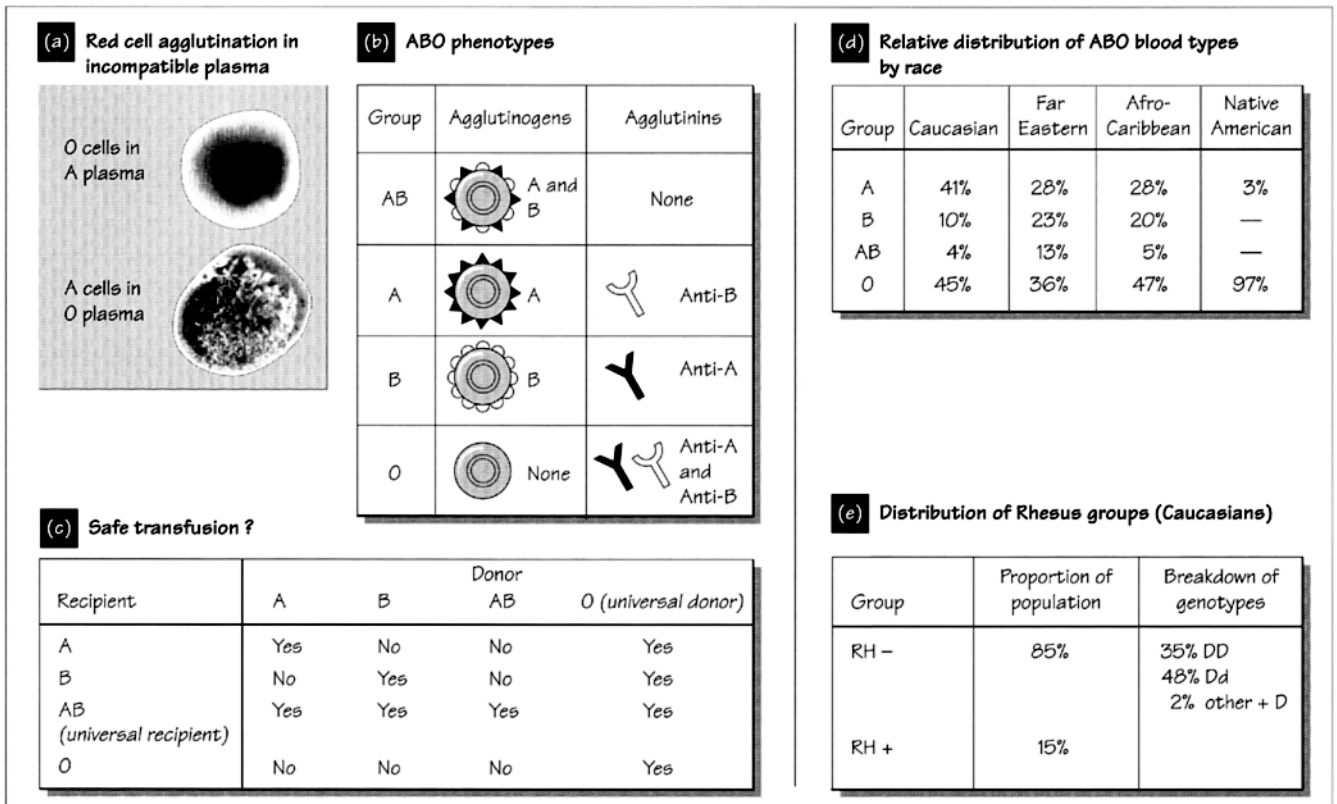 (a) Red cell agglutination in
incompatible plasma
O cells in
A plasma
A cells in
O plasma
(b) ABO phenotypes
Group Agglutinogens Agglutinins
AB A and B None
A A Anti-B
B B Anti-A
O None Anti-A and Anti-B
(c) Safe transfusion ?
Donor
Recipient A B AB O (universal donor)
A Yes No No Yes
B No Yes No Yes
AB Yes Yes Yes Yes
(universal recipient)
O No No No Yes
(d) Relative distribution of ABO blood types
by race
Group Caucasian Far Eastern Afro-Caribbean Native American
A 41% 28% 28% 3%
B 10% 23% 20% —
AB 4% 13% 5% —
O 45% 36% 47% 97%
(e) Distribution of Rhesus groups (Caucasians)
Group Proportion of population Breakdown of genotypes
RH – 85% 35% DD
48% Dd
2% other + D
RH + 15%